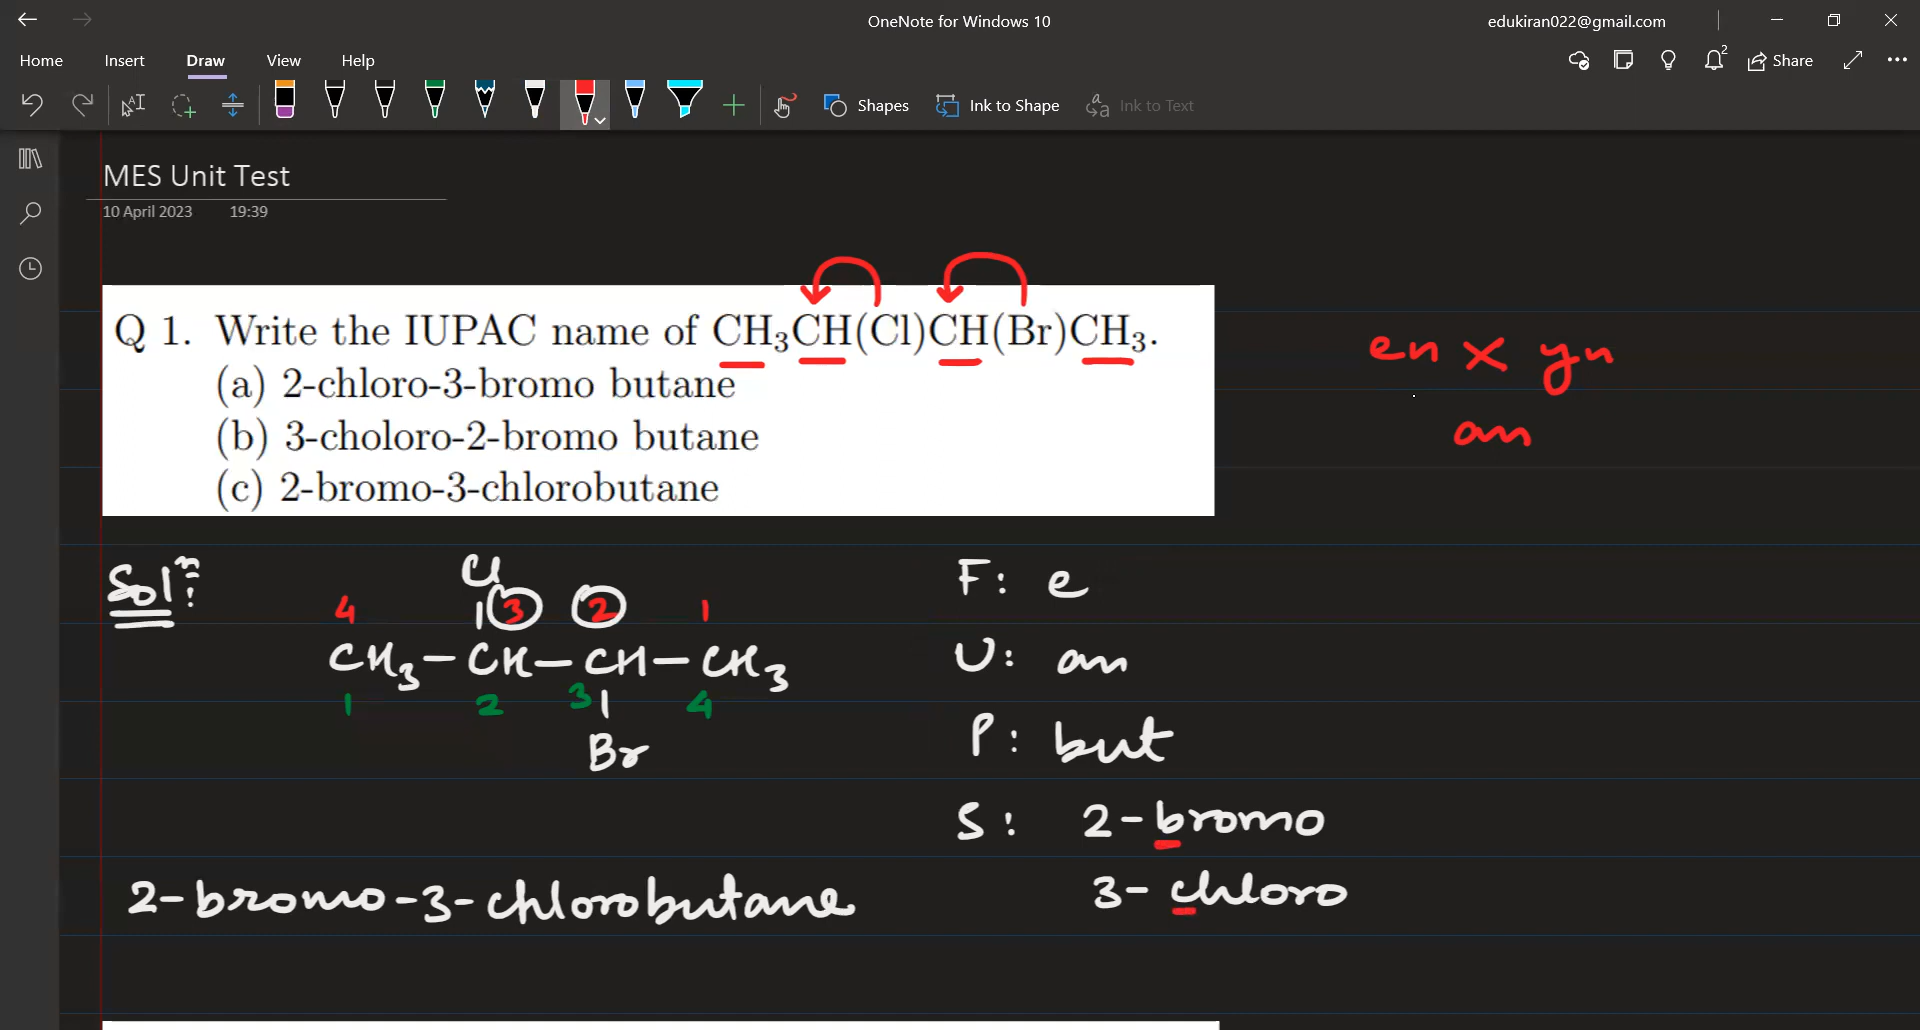 OneNote for Windows 10
edukiran022@gmail.com
Home Insert Draw View Help
2
Share
Shapes Ink to Shape Ink to Text
MES Unit Test
10 April 2023 19:39
Q 1. Write the IUPAC name of CH₃CH(Cl)CH(Br)CH₃.
(a) 2-chloro-3-bromo butane
(b) 3-choloro-2-bromo butane
(c) 2-bromo-3-chlorobutane
en × yn
an
Solⁿ:
Cl
4 3 2 1
CH₃-CH-CH-CH₃
1 2 3 4
Br
F: e
U: an
P: but
S: 2-bromo
3-chloro
2-bromo-3-chlorobutane